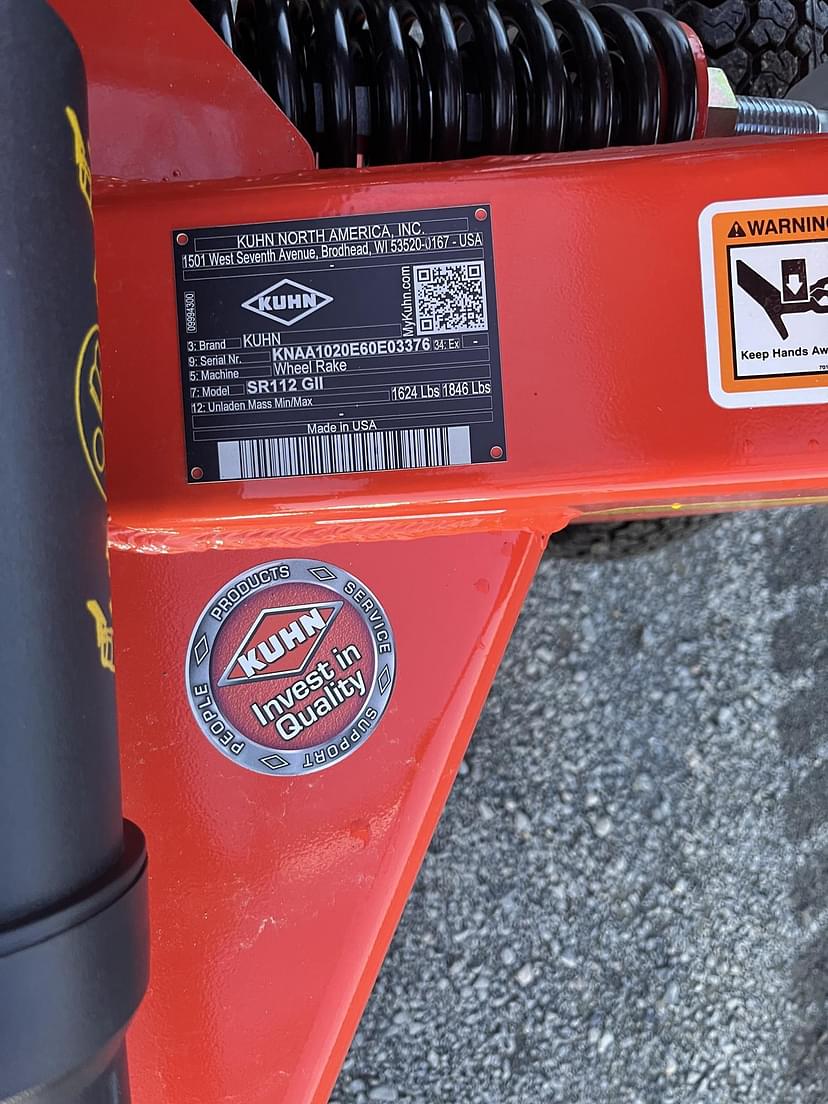 KUHN NORTH AMERICA, INC.
1501 West Seventh Avenue, Brodhead, WI 53520-0167 - USA
-
09994300
KUHN
MyKuhn.com
3: Brand KUHN
9: Serial Nr. KNAA1020E60E03376 34: Ex -
5: Machine Wheel Rake
7: Model SR112 GII
12: Unladen Mass Min/Max 1624 Lbs 1846 Lbs
-
Made in USA
WARNING
Keep Hands Aw
PRODUCTS SERVICE SUPPORT PEOPLE
KUHN
Invest in
Quality